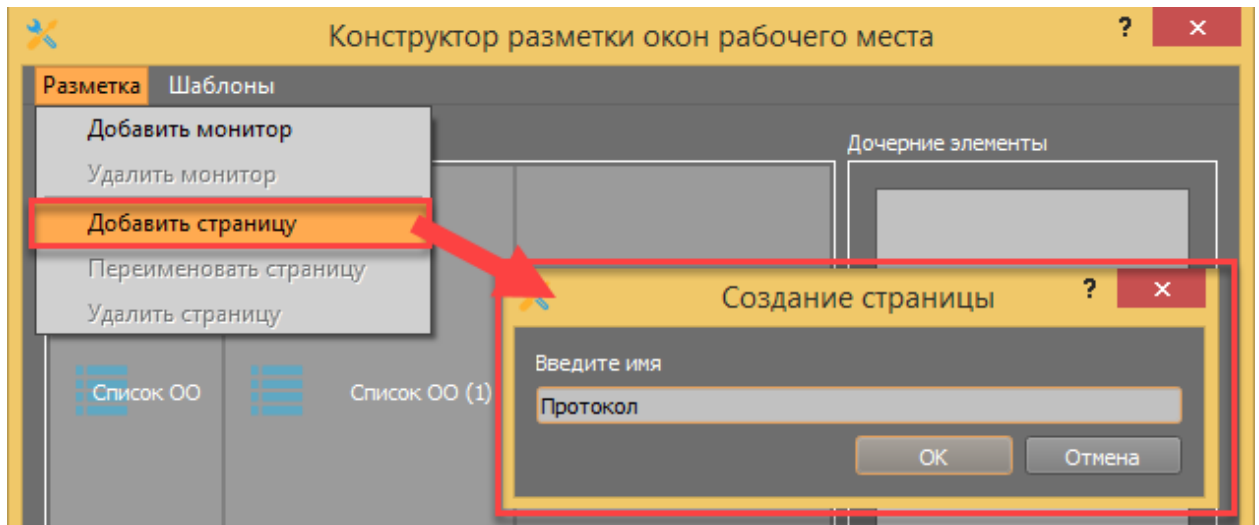 Конструктор разметки окон рабочего места
?
Разметка Шаблоны
Добавить монитор
Удалить монитор
Добавить страницу
Переименовать страницу
Удалить страницу
Дочерние элементы
Список ОО
Список ОО (1)
Создание страницы
?
Введите имя
Протокол
ОК Отмена